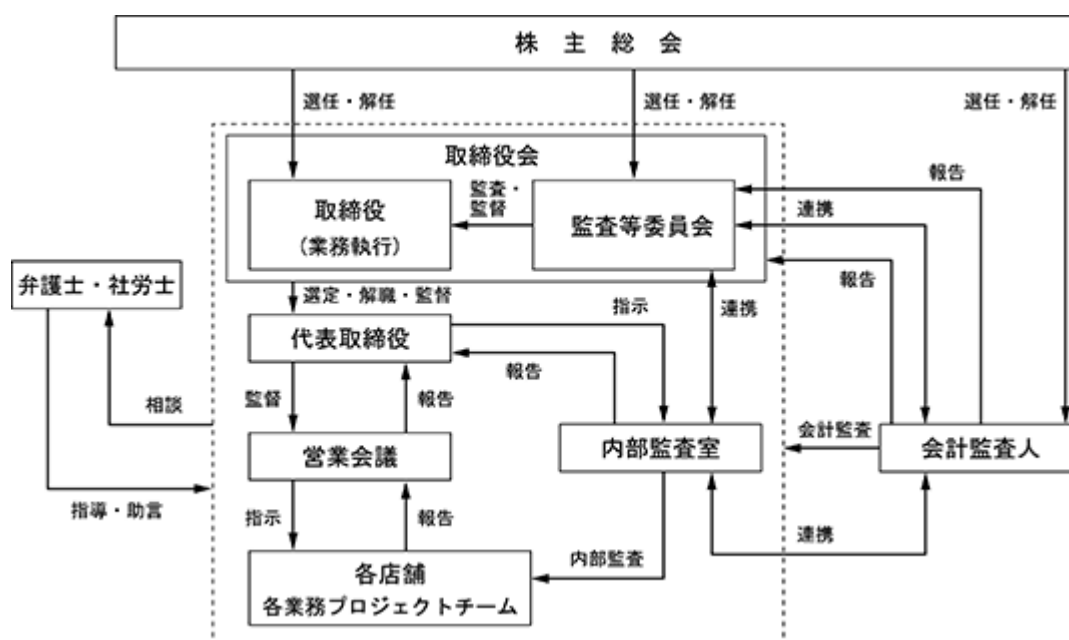 株主総会
選任・解任
選任・解任
選任・解任
取締役会
監査・
監督
報告
取締役
(業務執行)
監査等委員会
連携
弁護士・社労士
選定・解職・監督
指示
連携
報告
代表取締役
報告
相談
監督
報告
会計監査
営業会議
内部監査室
会計監査人
指導・助言
指示
報告
連携
内部監査
各店舗
各業務プロジェクトチーム